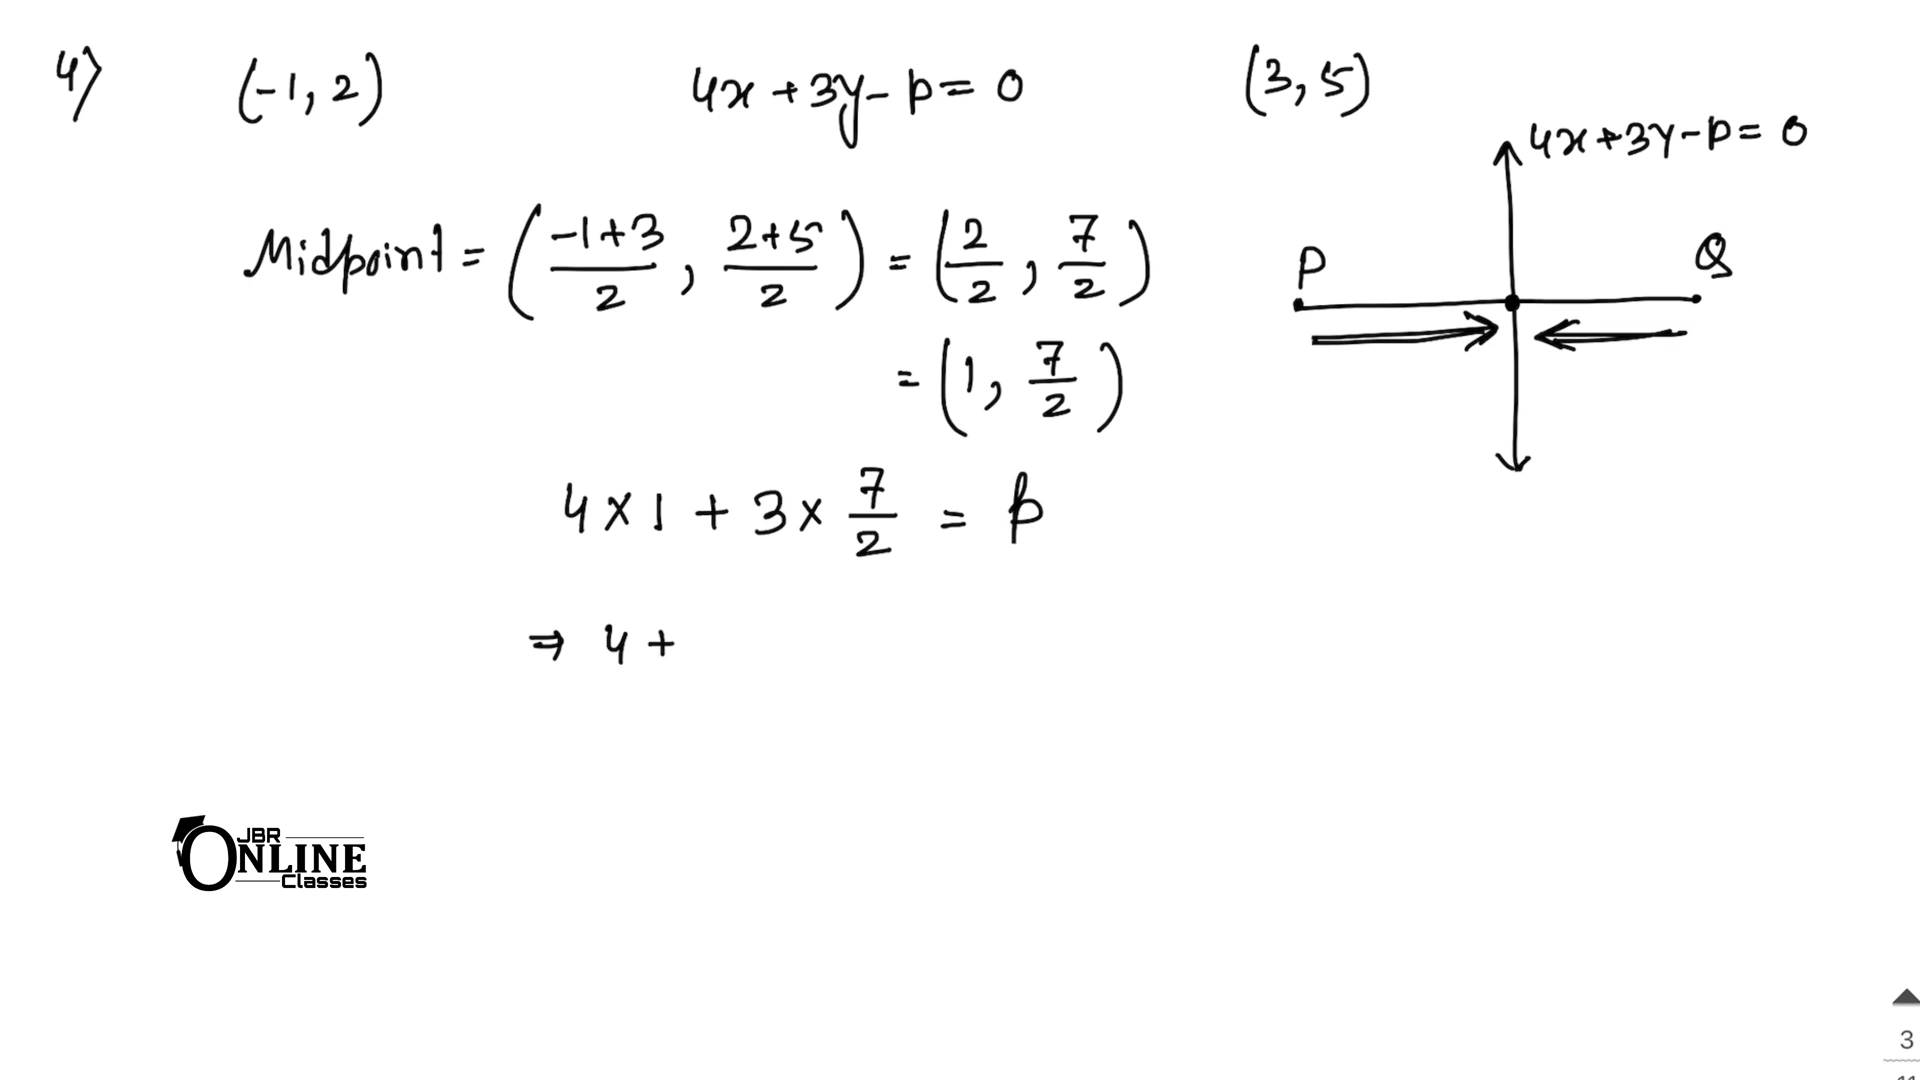 4) (-1, 2) 4x + 3y - p = 0 (3, 5)
4x + 3y - p = 0
Midpoint = ( (-1+3)/2 , (2+5)/2 ) = ( 2/2 , 7/2 )
P Q
= ( 1, 7/2 )
4 × 1 + 3 × 7/2 = p
⇒ 4 +
JBR
ONLINE
Classes
3